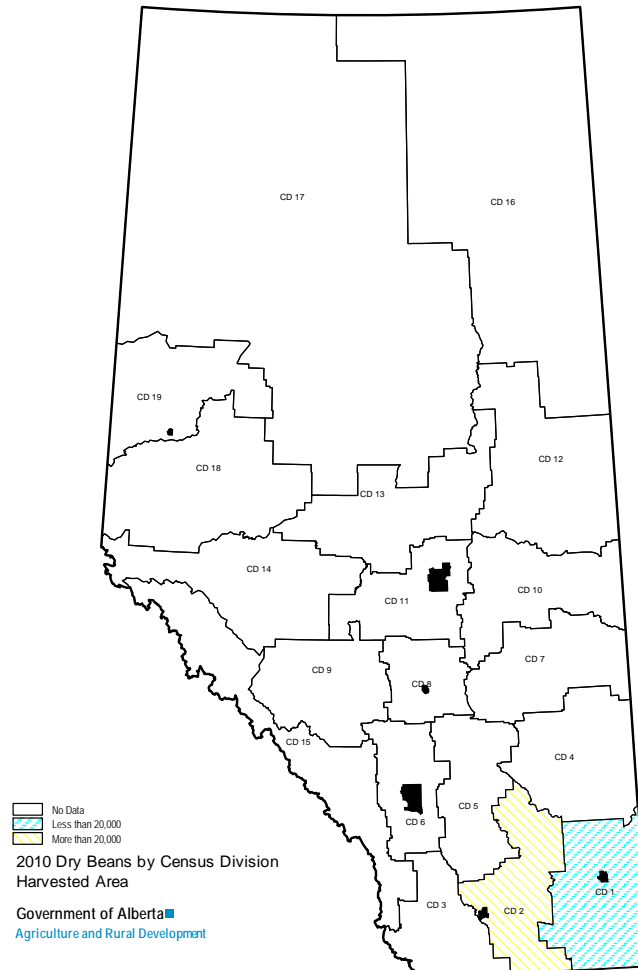 CD 17
CD 16
CD 19
CD 18
CD 12
CD 13
CD 14
CD 10
CD 11
CD 9
CD 7
CD 8
CD 15
CD 4
CD 5
CD 6
No Data
Less than 20,000
More than 20,000
2010 Dry Beans by Census Division
Harvested Area
CD 1
CD 3
CD 2
Government of Alberta
Agriculture and Rural Development